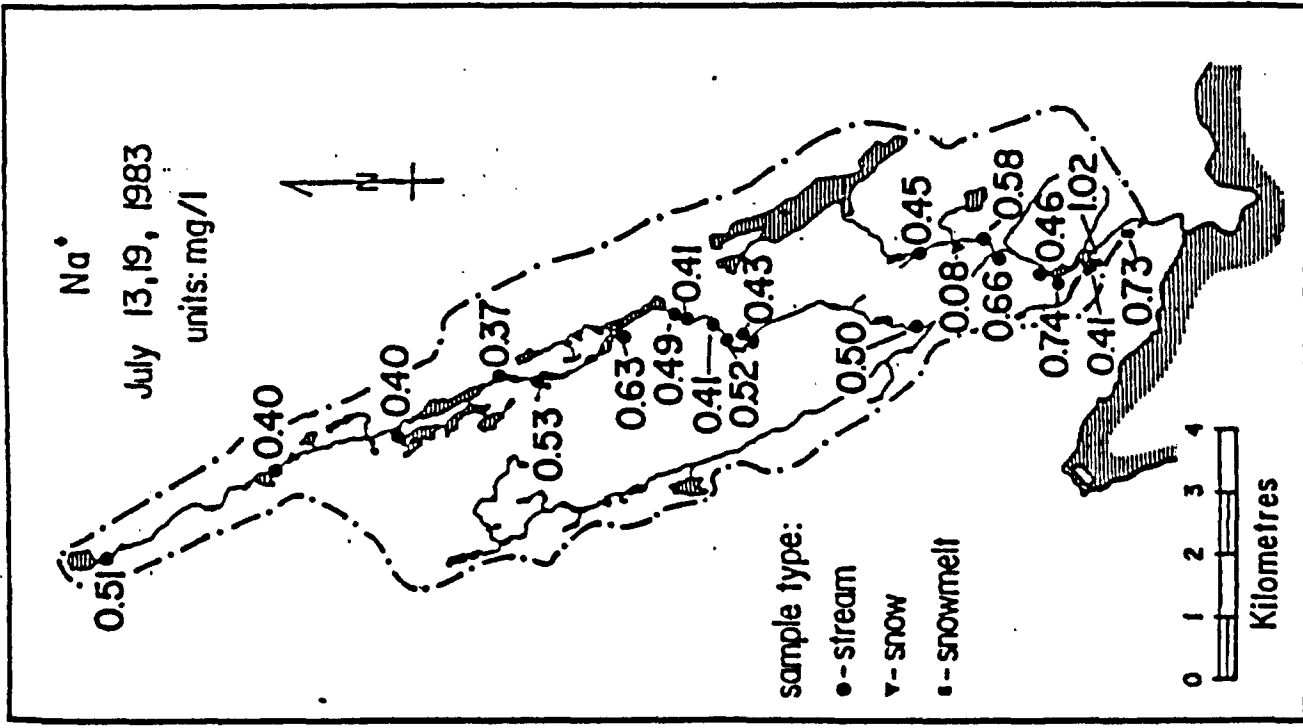 Na⁺
July 13,19, 1983
units: mg/l
N
0.51
0.40
0.40
0.37
0.53
0.63
0.49
0.41
0.41
0.52
0.43
0.50
0.45
0.08
0.58
0.66
0.46
0.74
1.02
0.41
0.73
sample type:
●-stream
▼-snow
■-snowmelt
0 1 2 3 4
Kilometres